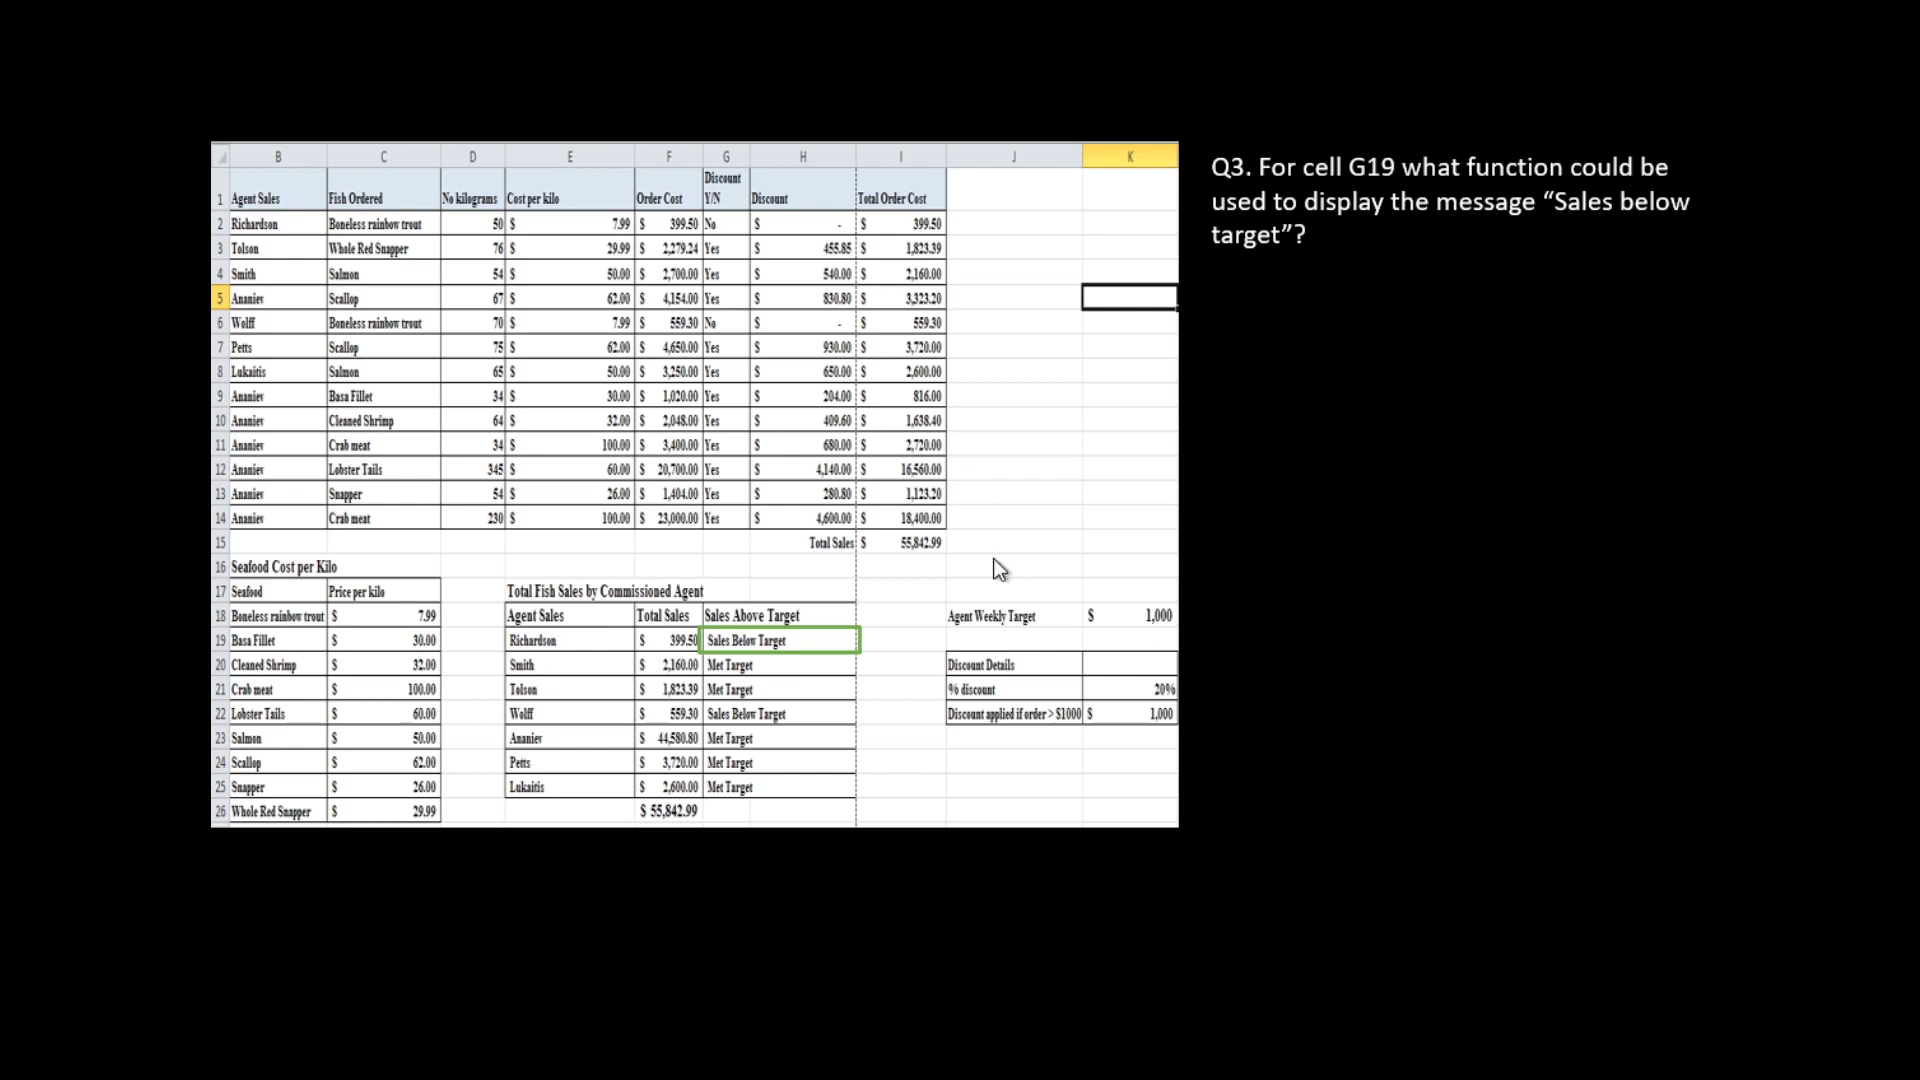 B C D E F G H I J K
1 Agent Sales Fish Ordered No kilograms Cost per kilo Order Cost Discount Y/N Discount Total Order Cost
2 Richardson Boneless rainbow trout 50 $ 7.99 $ 399.50 No $ - $ 399.50
3 Tolson Whole Red Snapper 76 $ 29.99 $ 2,279.24 Yes $ 455.85 $ 1,823.39
4 Smith Salmon 54 $ 50.00 $ 2,700.00 Yes $ 540.00 $ 2,160.00
5 Ananiev Scallop 67 $ 62.00 $ 4,154.00 Yes $ 830.80 $ 3,323.20
6 Wolff Boneless rainbow trout 70 $ 7.99 $ 559.30 No $ - $ 559.30
7 Petts Scallop 75 $ 62.00 $ 4,650.00 Yes $ 930.00 $ 3,720.00
8 Lukaitis Salmon 65 $ 50.00 $ 3,250.00 Yes $ 650.00 $ 2,600.00
9 Ananiev Basa Fillet 34 $ 30.00 $ 1,020.00 Yes $ 204.00 $ 816.00
10 Ananiev Cleaned Shrimp 64 $ 32.00 $ 2,048.00 Yes $ 409.60 $ 1,638.40
11 Ananiev Crab meat 34 $ 100.00 $ 3,400.00 Yes $ 680.00 $ 2,720.00
12 Ananiev Lobster Tails 345 $ 60.00 $ 20,700.00 Yes $ 4,140.00 $ 16,560.00
13 Ananiev Snapper 54 $ 26.00 $ 1,404.00 Yes $ 280.80 $ 1,123.20
14 Ananiev Crab meat 230 $ 100.00 $ 23,000.00 Yes $ 4,600.00 $ 18,400.00
15 Total Sales $ 55,842.99
16 Seafood Cost per Kilo
17 Seafood Price per kilo Total Fish Sales by Commissioned Agent
18 Boneless rainbow trout $ 7.99 Agent Sales Total Sales Sales Above Target Agent Weekly Target $ 1,000
19 Basa Fillet $ 30.00 Richardson $ 399.50 Sales Below Target
20 Cleaned Shrimp $ 32.00 Smith $ 2,160.00 Met Target Discount Details
21 Crab meat $ 100.00 Tolson $ 1,823.39 Met Target % discount 20%
22 Lobster Tails $ 60.00 Wolff $ 559.30 Sales Below Target Discount applied if order > $1000 $ 1,000
23 Salmon $ 50.00 Ananiev $ 44,580.80 Met Target
24 Scallop $ 62.00 Petts $ 3,720.00 Met Target
25 Snapper $ 26.00 Lukaitis $ 2,600.00 Met Target
26 Whole Red Snapper $ 29.99 $ 55,842.99
Q3. For cell G19 what function could be
used to display the message “Sales below
target”?